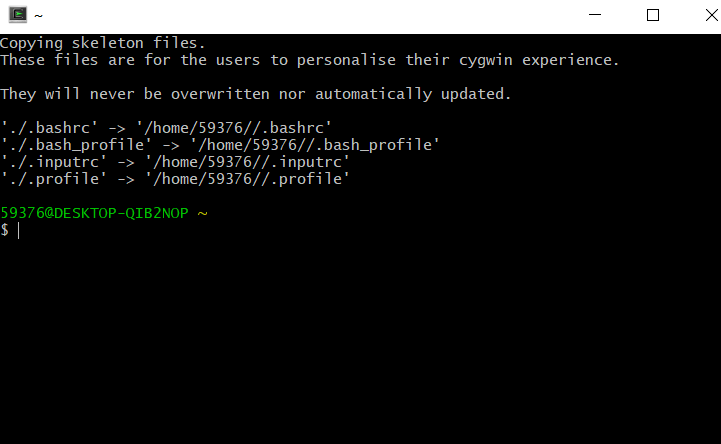 ~
Copying skeleton files.
These files are for the users to personalise their cygwin experience.
They will never be overwritten nor automatically updated.
'./.bashrc' -> '/home/59376//.bashrc'
'./.bash_profile' -> '/home/59376//.bash_profile'
'./.inputrc' -> '/home/59376//.inputrc'
'./.profile' -> '/home/59376//.profile'
59376@DESKTOP-QIB2NOP ~
$